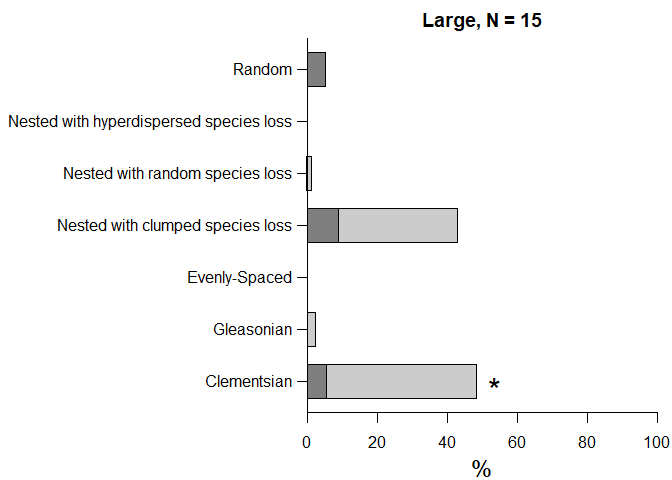 Large, N = 15
Random
Nested with hyperdispersed species loss
Nested with random species loss
Nested with clumped species loss
Evenly-Spaced
Gleasonian
Clementsian
*
0 20 40 60 80 100
%